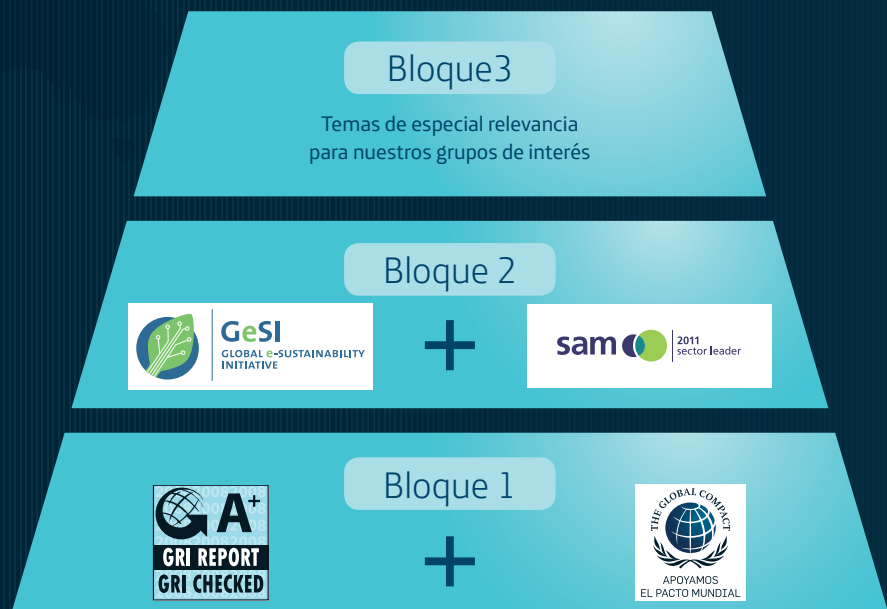 Bloque3
Temas de especial relevancia
para nuestros grupos de interés
Bloque 2
GeSI
GLOBAL e-SUSTAINABILITY
INITIATIVE
+
sam
2011
sector leader
Bloque 1
GA+
GRI REPORT
GRI CHECKED
+
THE GLOBAL COMPACT
APOYAMOS
EL PACTO MUNDIAL